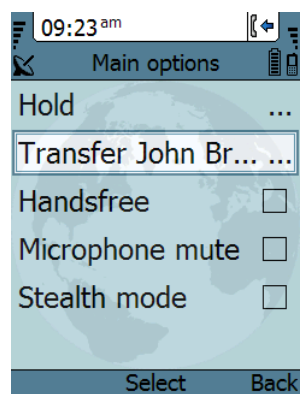 09:23 am
Main options
Hold ...
Transfer John Br... ...
Handsfree
Microphone mute
Stealth mode
Select Back